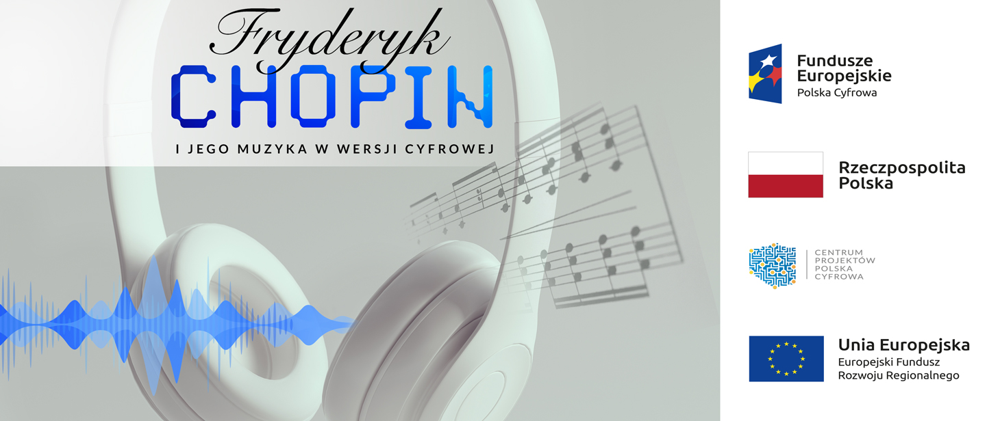 Fryderyk
CHOPIN
I JEGO MUZYKA W WERSJI CYFROWEJ
Fundusze
Europejskie
Polska Cyfrowa
Rzeczpospolita
Polska
CENTRUM
PROJEKTÓW
POLSKA
CYFROWA
Unia Europejska
Europejski Fundusz
Rozwoju Regionalnego